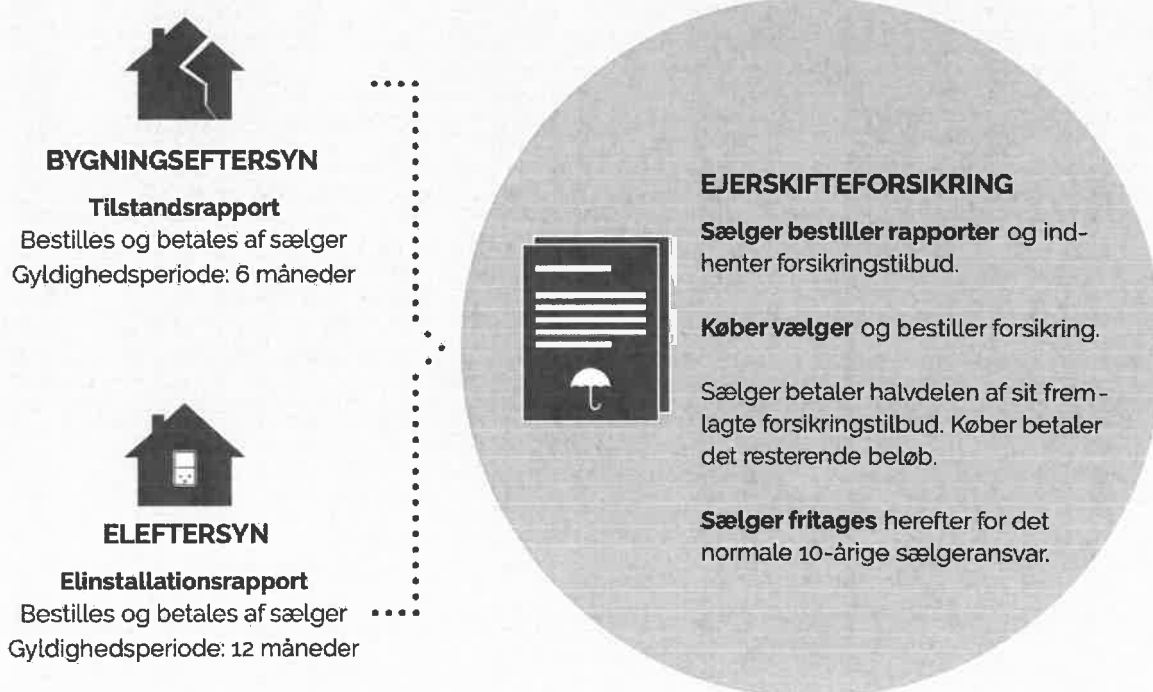 BYGNINGSEFTERSYN
Tilstandsrapport
Bestilles og betales af sælger
Gyldighedsperiode: 6 måneder
ELEFTERSYN
Elinstallationsrapport
Bestilles og betales af sælger
Gyldighedsperiode: 12 måneder
EJERSKIFTEFORSIKRING
Sælger bestiller rapporter og ind-
henter forsikringstilbud.
Køber vælger og bestiller forsikring.
Sælger betaler halvdelen af sit frem-
lagte forsikringstilbud. Køber betaler
det resterende beløb.
Sælger fritages herefter for det
normale 10-årige sælgeransvar.